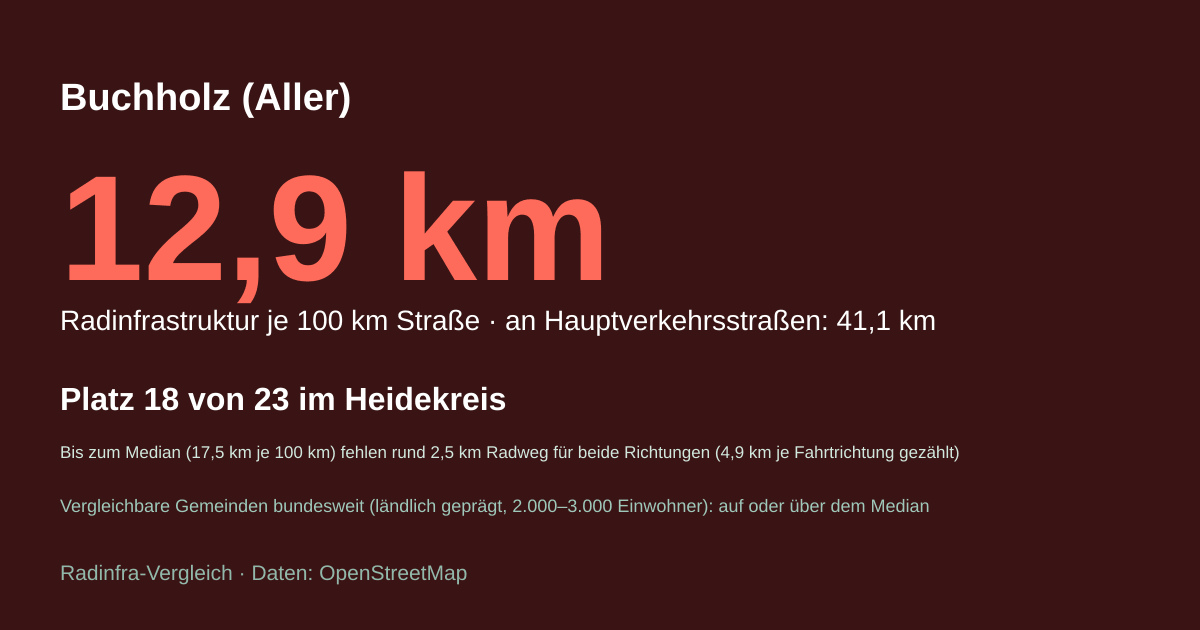 Buchholz (Aller)
12,9 km
Radinfrastruktur je 100 km Straße · an Hauptverkehrsstraßen: 41,1 km
Platz 18 von 23 im Heidekreis
Bis zum Median (17,5 km je 100 km) fehlen rund 2,5 km Radweg für beide Richtungen (4,9 km je Fahrtrichtung gezählt)
Vergleichbare Gemeinden bundesweit (ländlich geprägt, 2.000–3.000 Einwohner): auf oder über dem Median
Radinfra-Vergleich · Daten: OpenStreetMap